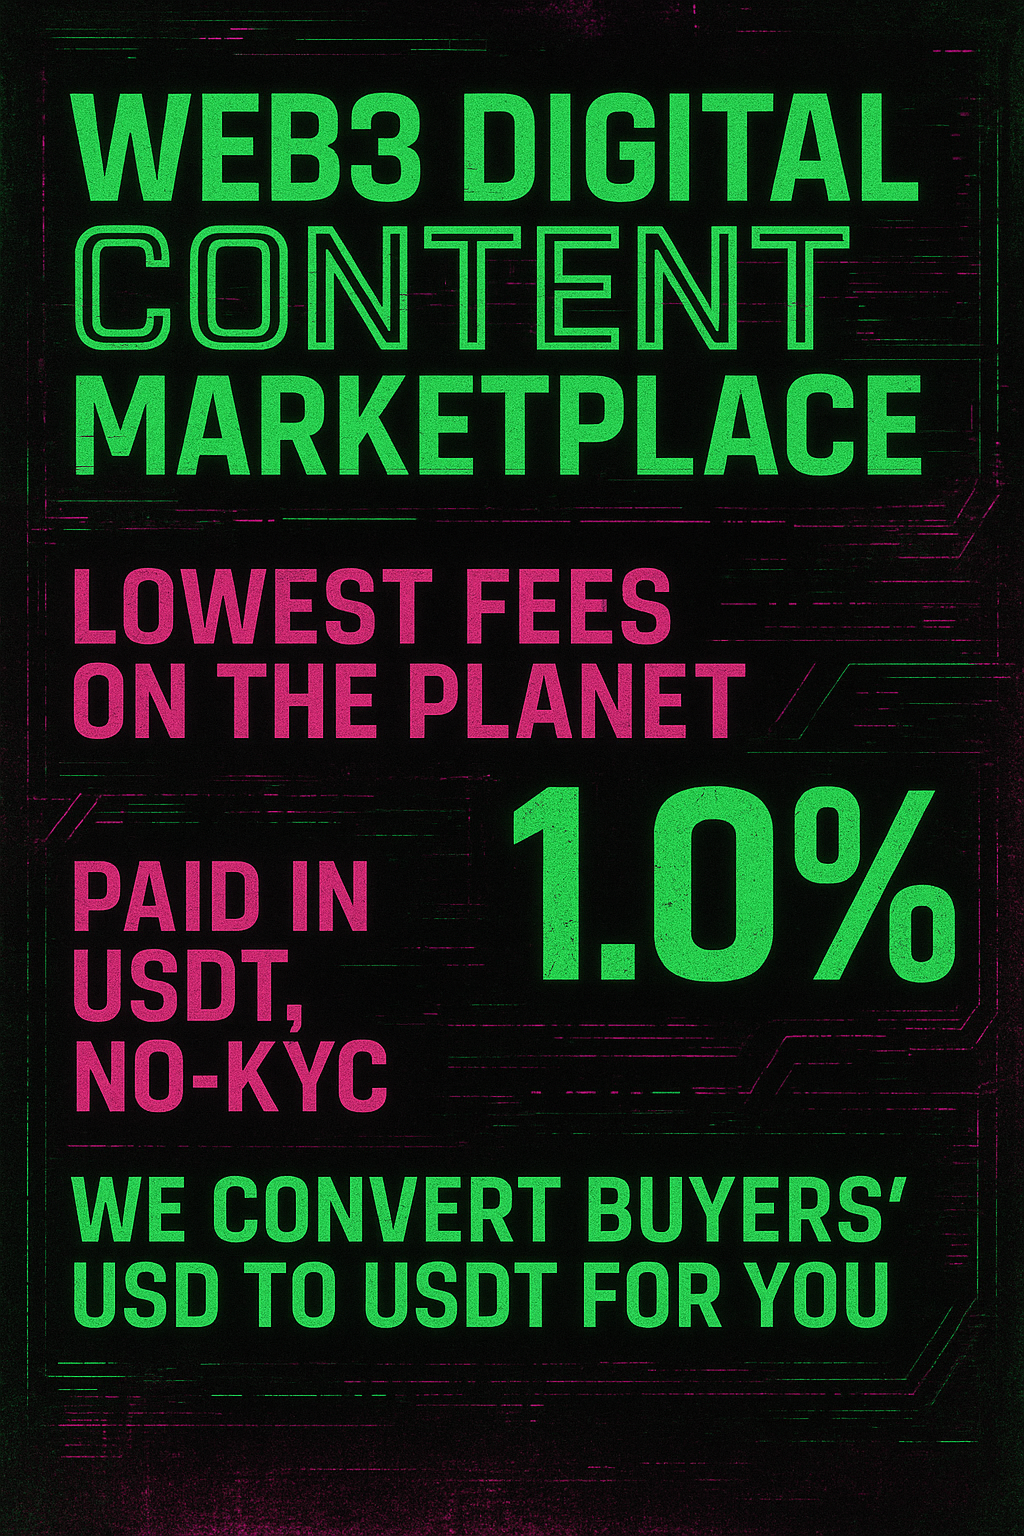 WEB3 DIGITAL
CONTENT
MARKETPLACE
LOWEST FEES
ON THE PLANET
1.0%
PAID IN
USDT,
NO-KYC
WE CONVERT BUYERS’
USD TO USDT FOR YOU